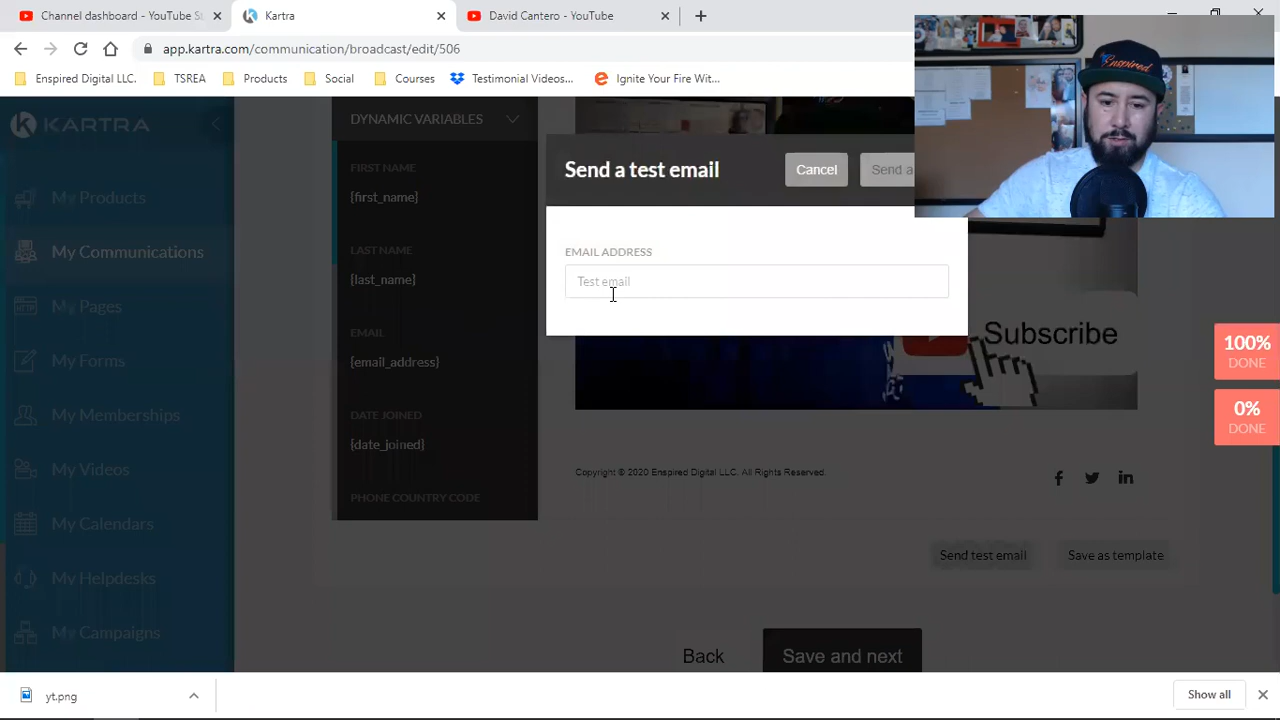 Channel dashboard - YouTube St
Kartra
David Cantero - YouTube
app.kartra.com/communication/broadcast/edit/506
Enspired Digital LLC.
TSREA
Products
Social
Courses
Testimonial Videos...
Ignite Your Fire Wit...
Enspired
KARTRA
DYNAMIC VARIABLES
Send a test email
Cancel
Send a
FIRST NAME
{first_name}
My Products
My Communications
LAST NAME
{last_name}
EMAIL ADDRESS
Test email
My Pages
EMAIL
{email_address}
Subscribe
100%
DONE
My Forms
My Memberships
DATE JOINED
{date_joined}
0%
DONE
My Videos
Copyright © 2020 Enspired Digital LLC. All Rights Reserved.
PHONE COUNTRY CODE
My Calendars
Send test email
Save as template
My Helpdesks
My Campaigns
Back
Save and next
yt.png
Show all